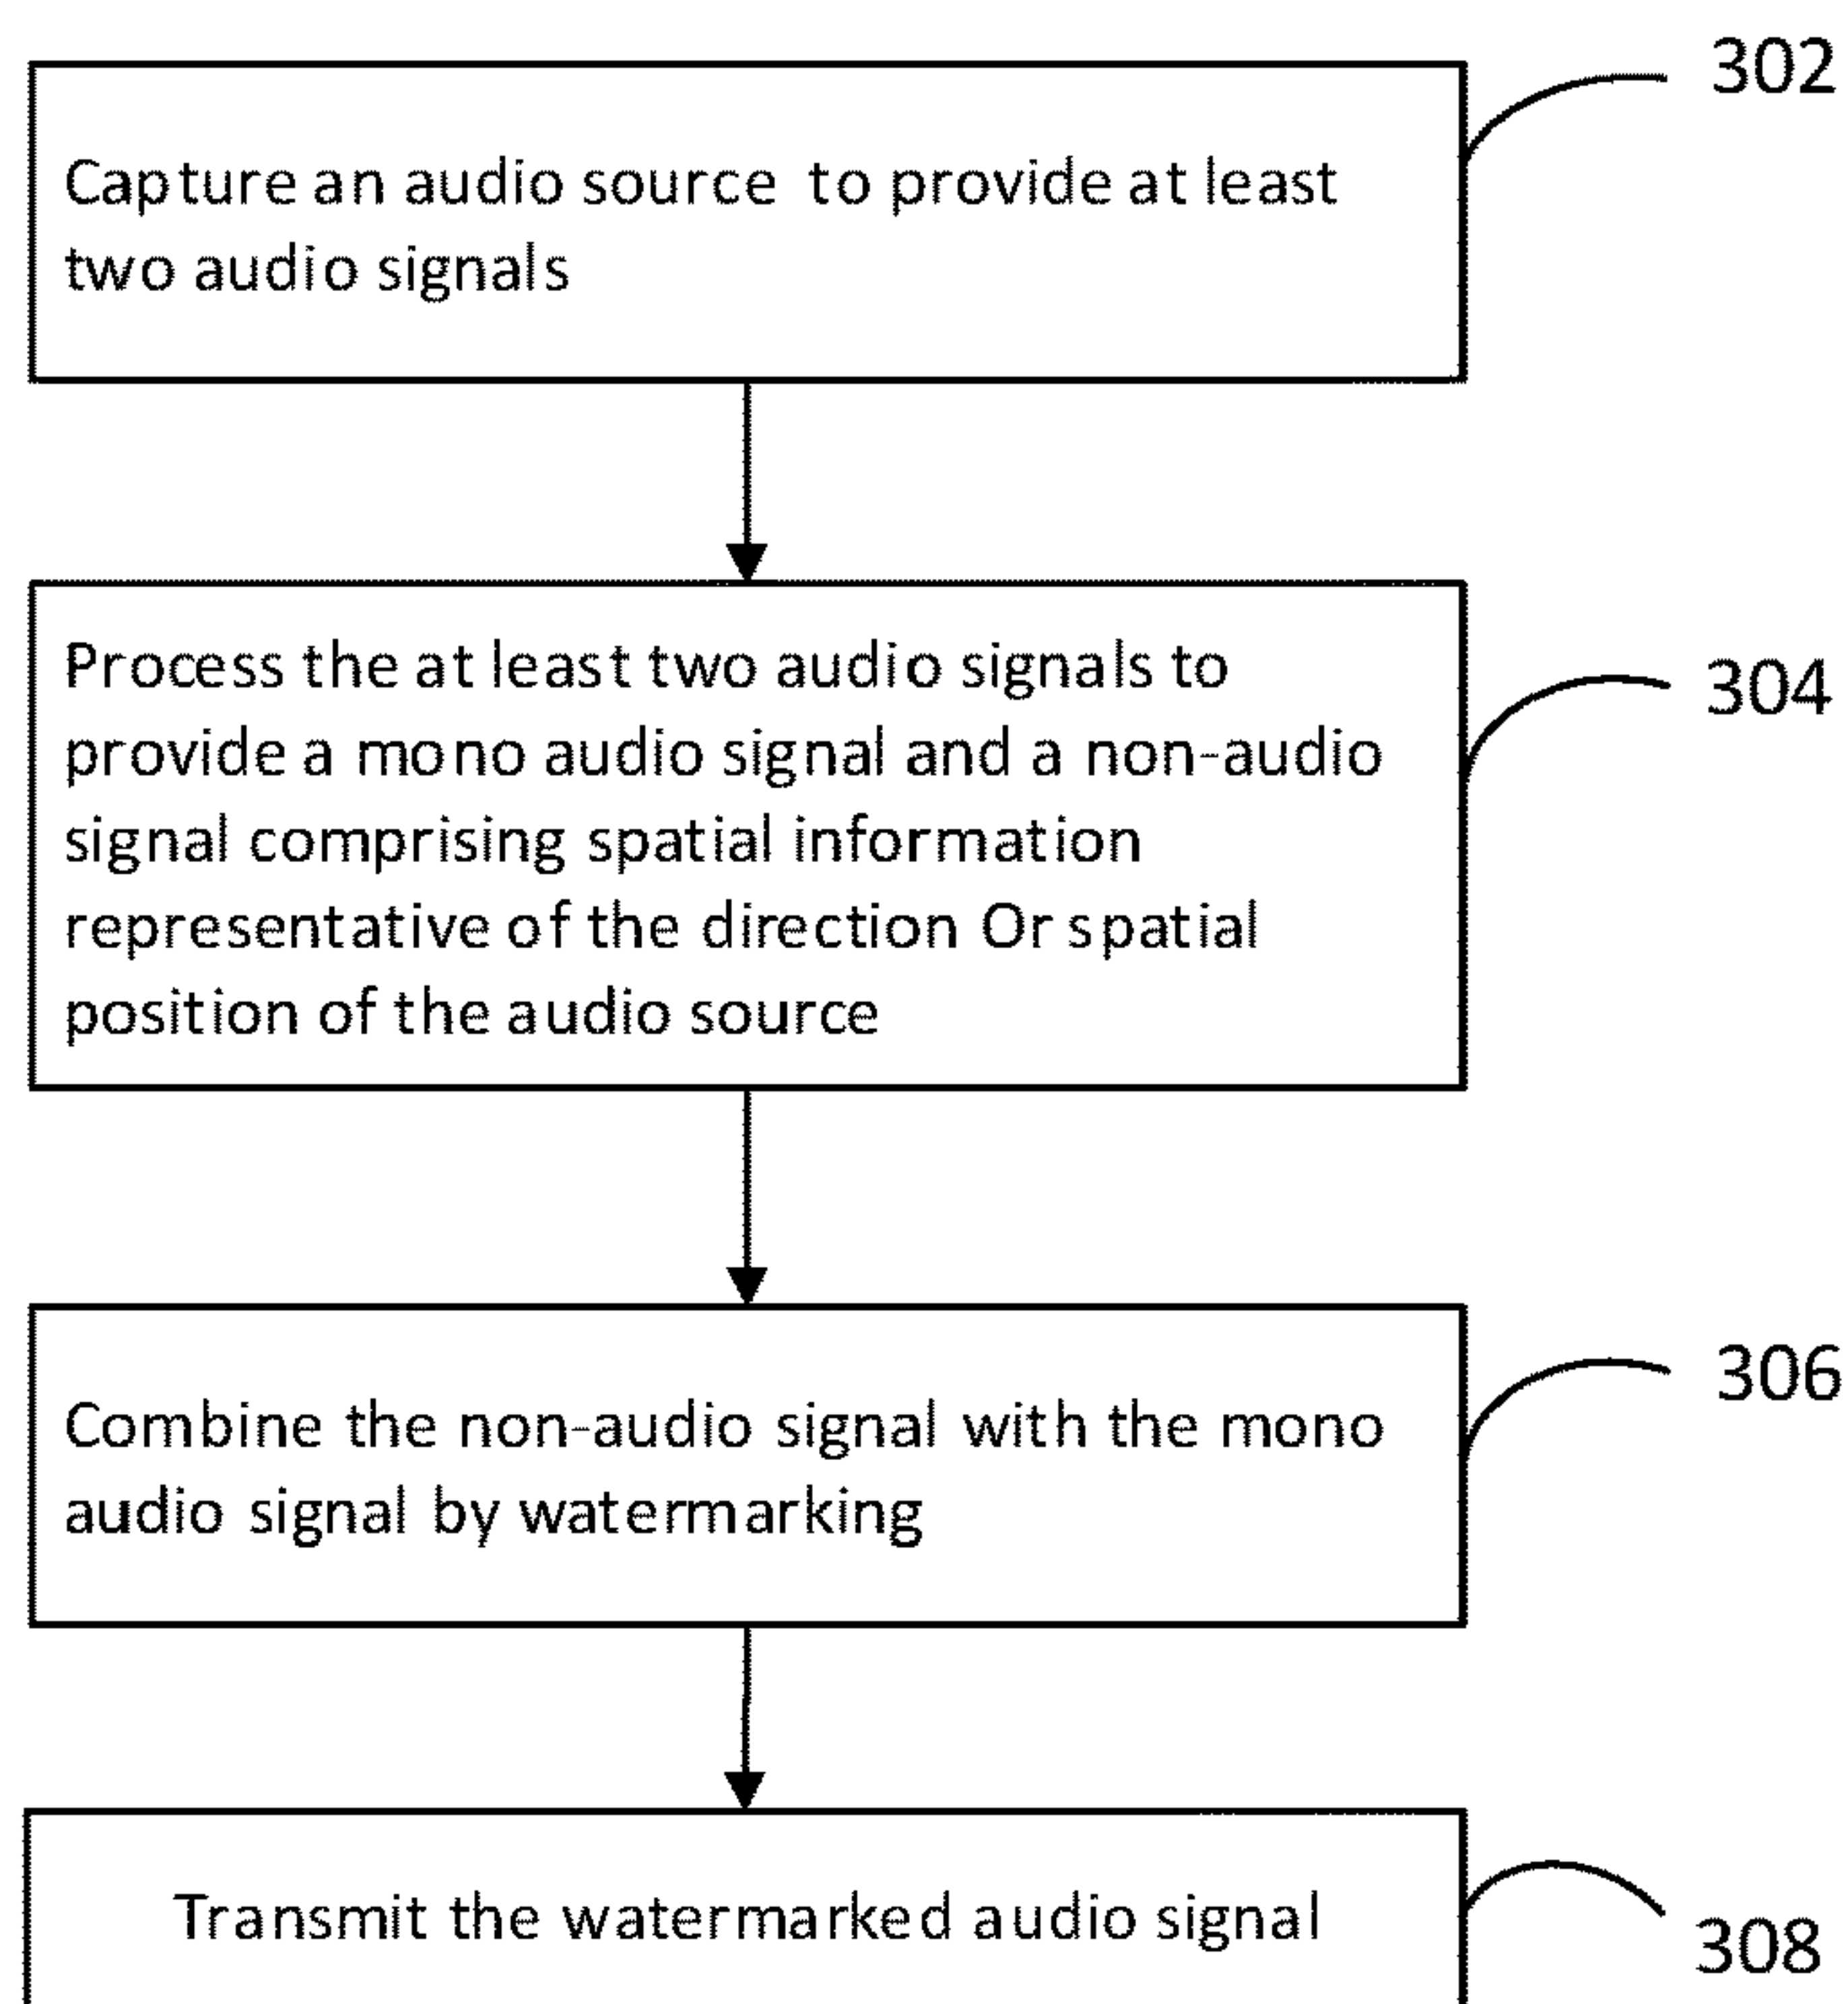 302
Capture an audio source to provide at least
two audio signals
Process the at least two audio signals to
provide a mono audio signal and a non-audio
signal comprising spatial information
representative of the direction Or spatial
position of the audio source
304
Combine the non-audio signal with the mono
audio signal by watermarking
306
Transmit the watermarked audio signal
308